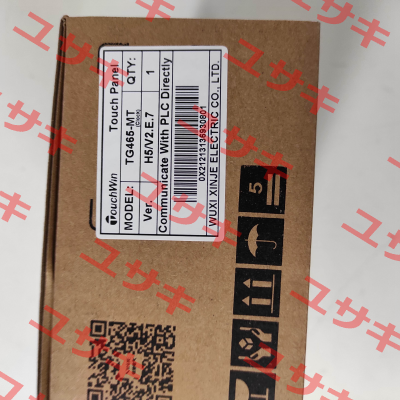 TouchWin
Touch Panel
MODEL:
TG465-MT
(Black)
QTY:
1
Ver:
H5/V2.E.7
Communicate With PLC Directly
0X21213135930801
WUXI XINJE ELECTRIC CO., LTD.
5
ユサキ
ユサキ
ユサキ
ユサキ
ユサキ
ユサキ